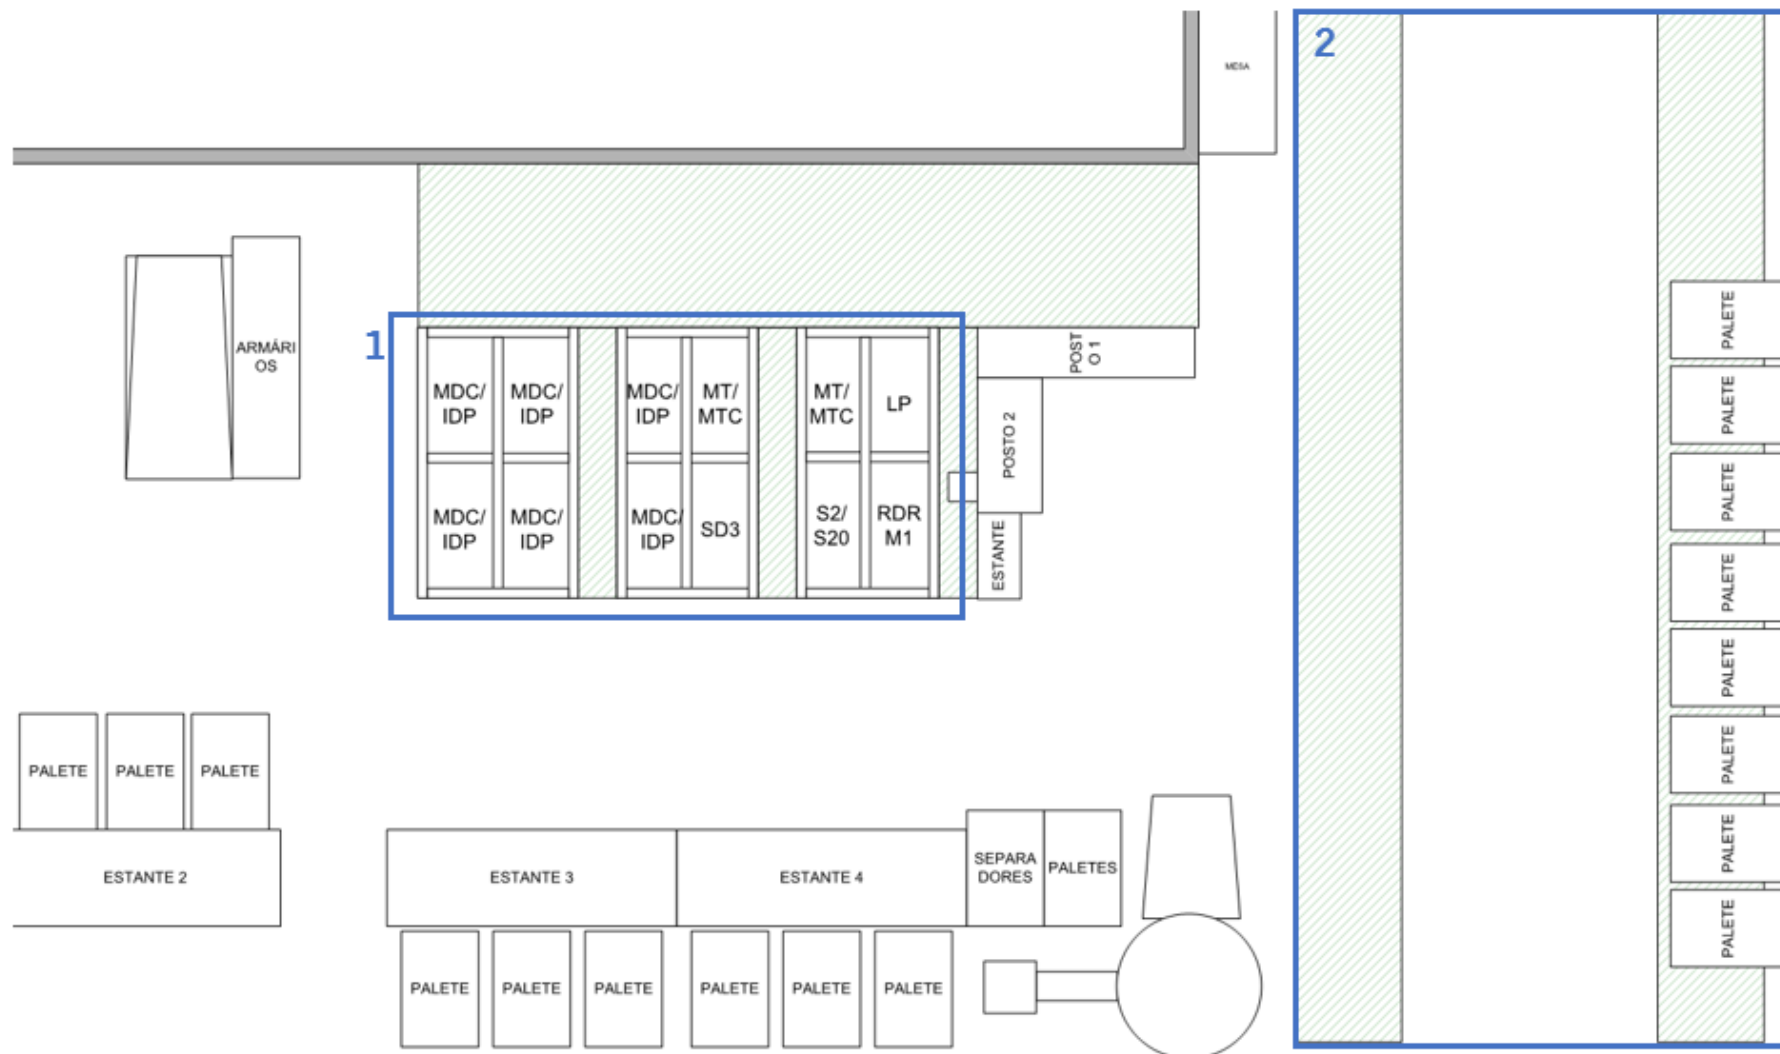 2
MESA
1
ARMÁRI
OS
MDC/
IDP
MDC/
IDP
MDC/
IDP
MT/
MTC
MT/
MTC
LP
POST
O 1
POSTO 2
MDC/
IDP
MDC/
IDP
MDC/
IDP
SD3
S2/
S20
RDR
M1
ESTANTE
PALETE
PALETE
PALETE
PALETE
PALETE
PALETE
PALETE
PALETE
PALETE
PALETE
PALETE
ESTANTE 2
ESTANTE 3
ESTANTE 4
SEPARA
DORES
PALETES
PALETE
PALETE
PALETE
PALETE
PALETE
PALETE